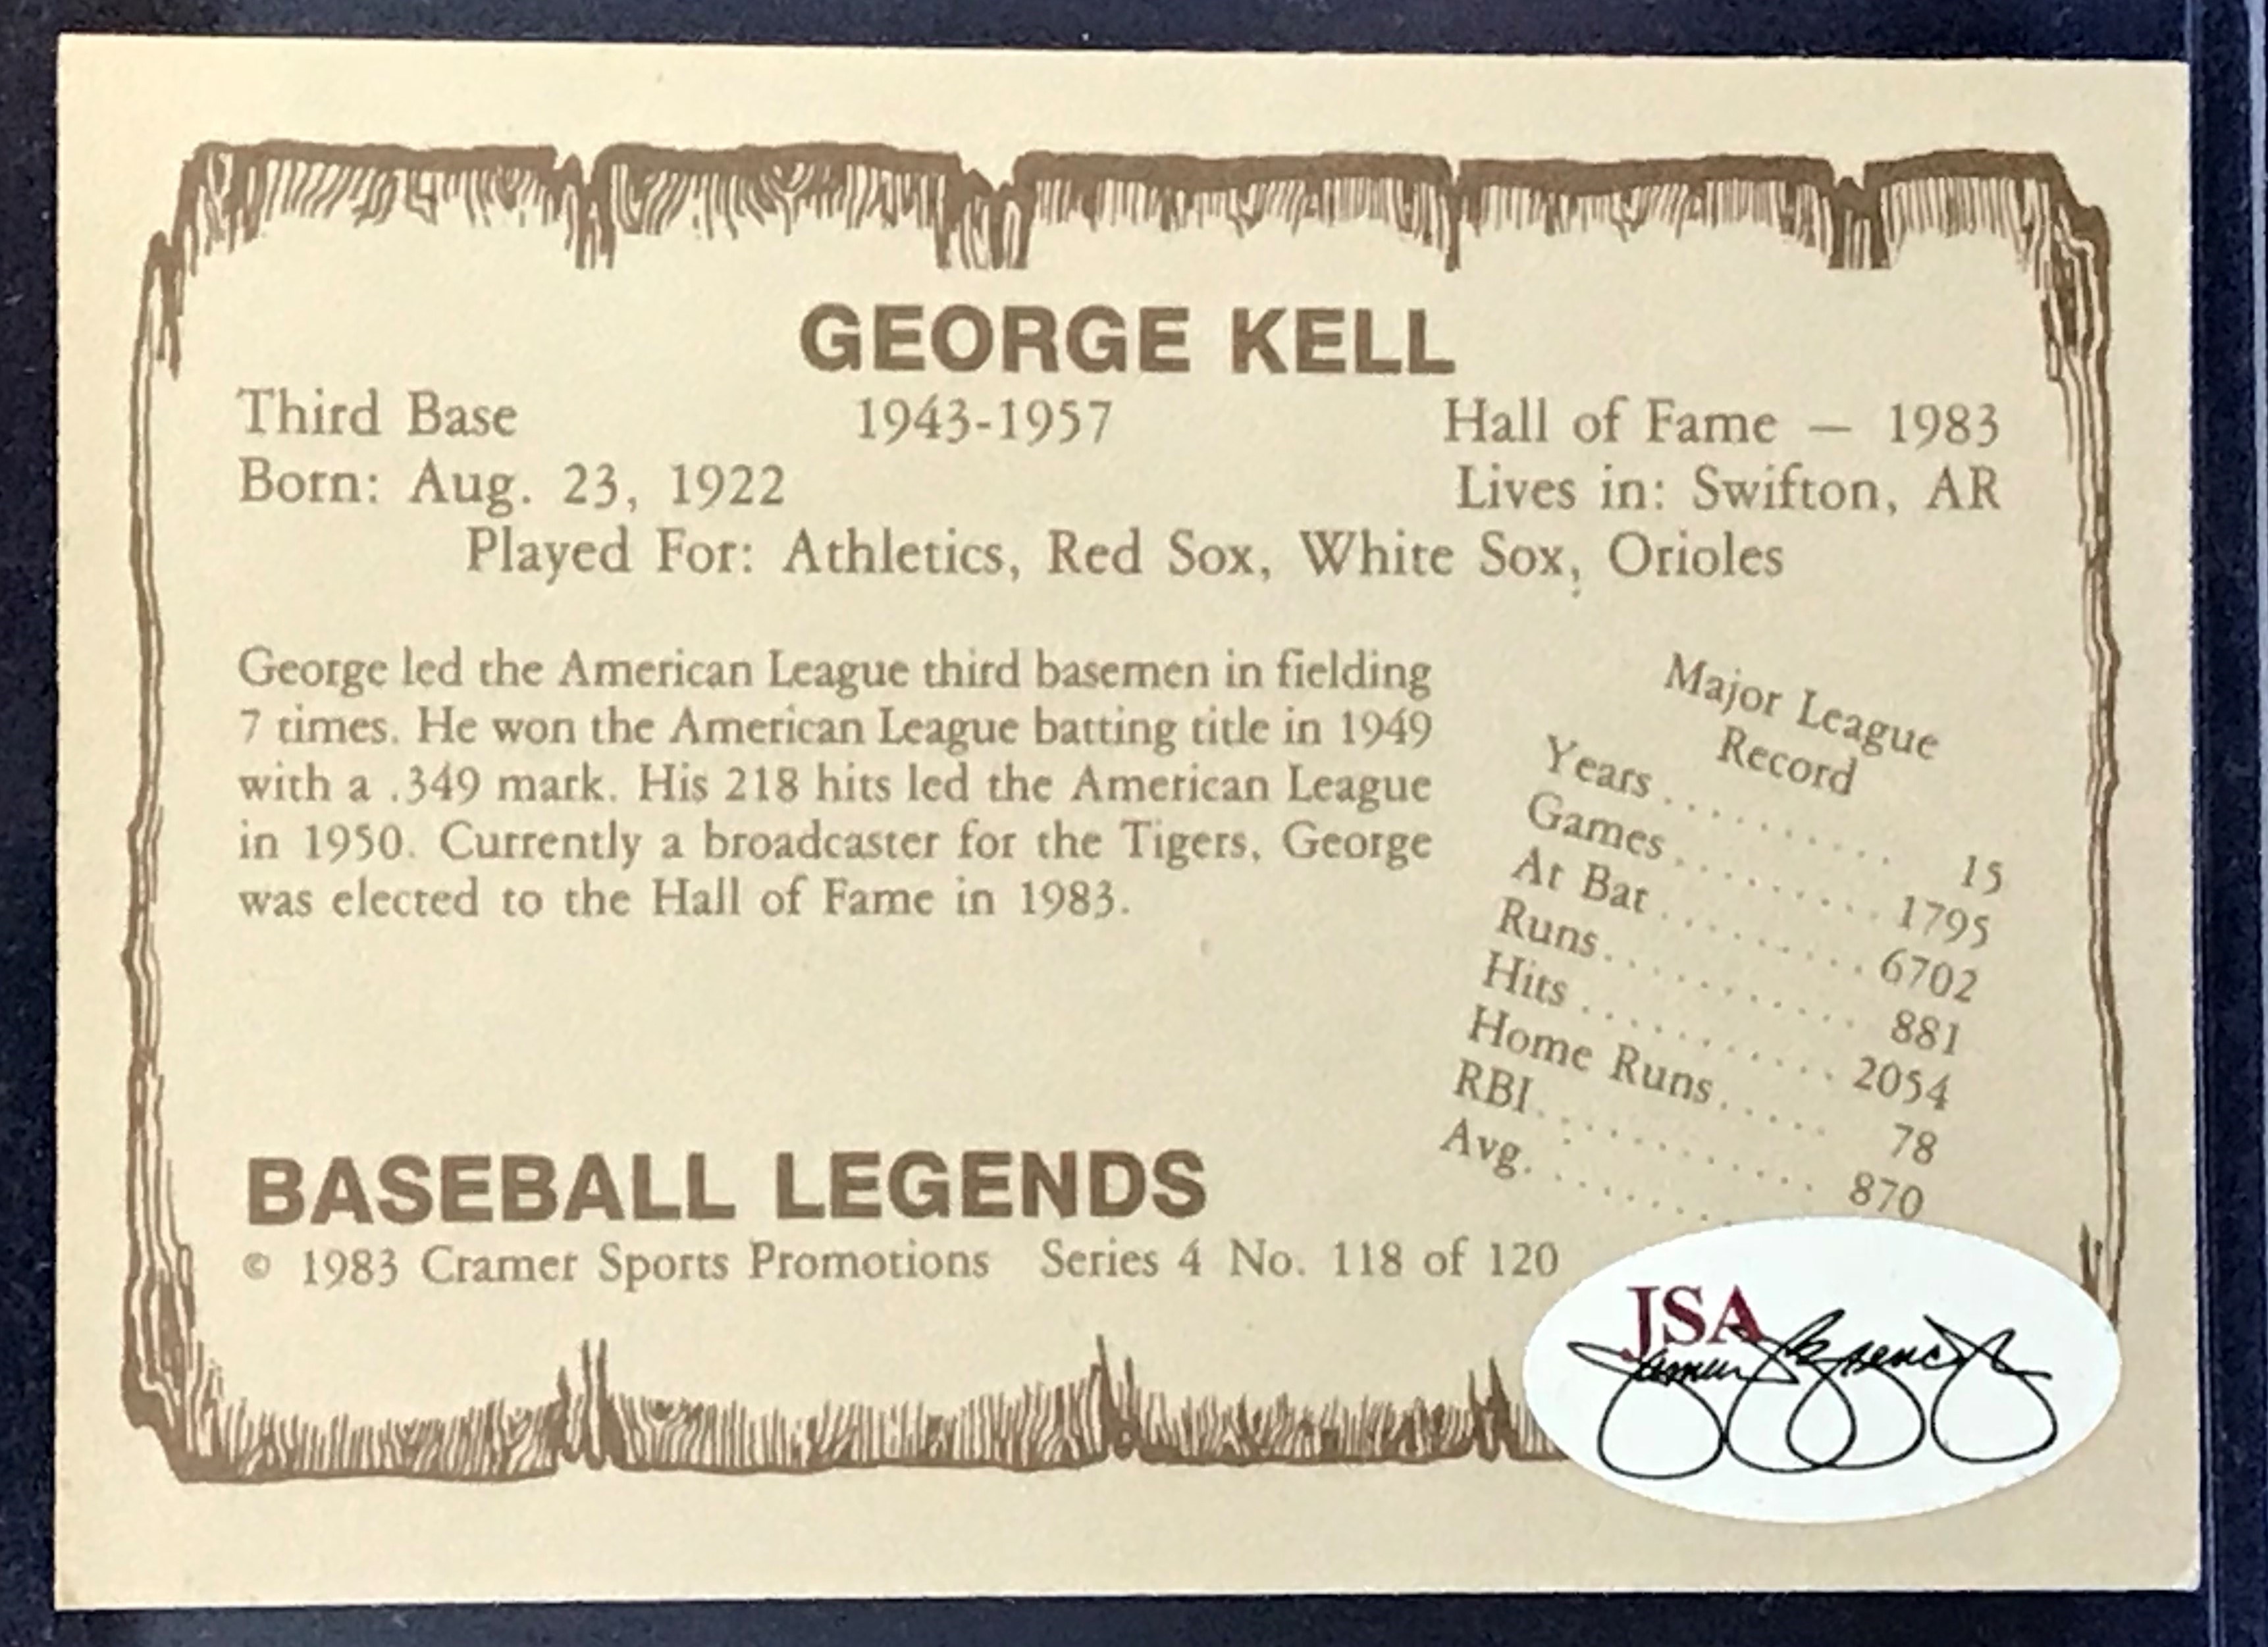 GEORGE KELL
Third Base 1943-1957 Hall of Fame — 1983
Born: Aug. 23, 1922 Lives in: Swifton, AR
Played For: Athletics, Red Sox, White Sox, Orioles
George led the American League third basemen in fielding
7 times. He won the American League batting title in 1949
with a .349 mark. His 218 hits led the American League
in 1950. Currently a broadcaster for the Tigers, George
was elected to the Hall of Fame in 1983.
Major League
Record
Years .......... 15
Games .......... 1795
At Bat .......... 6702
Runs .......... 881
Hits .......... 2054
Home Runs ...... 78
RBI .......... 870
Avg. ..........
BASEBALL LEGENDS
© 1983 Cramer Sports Promotions Series 4 No. 118 of 120
JSA